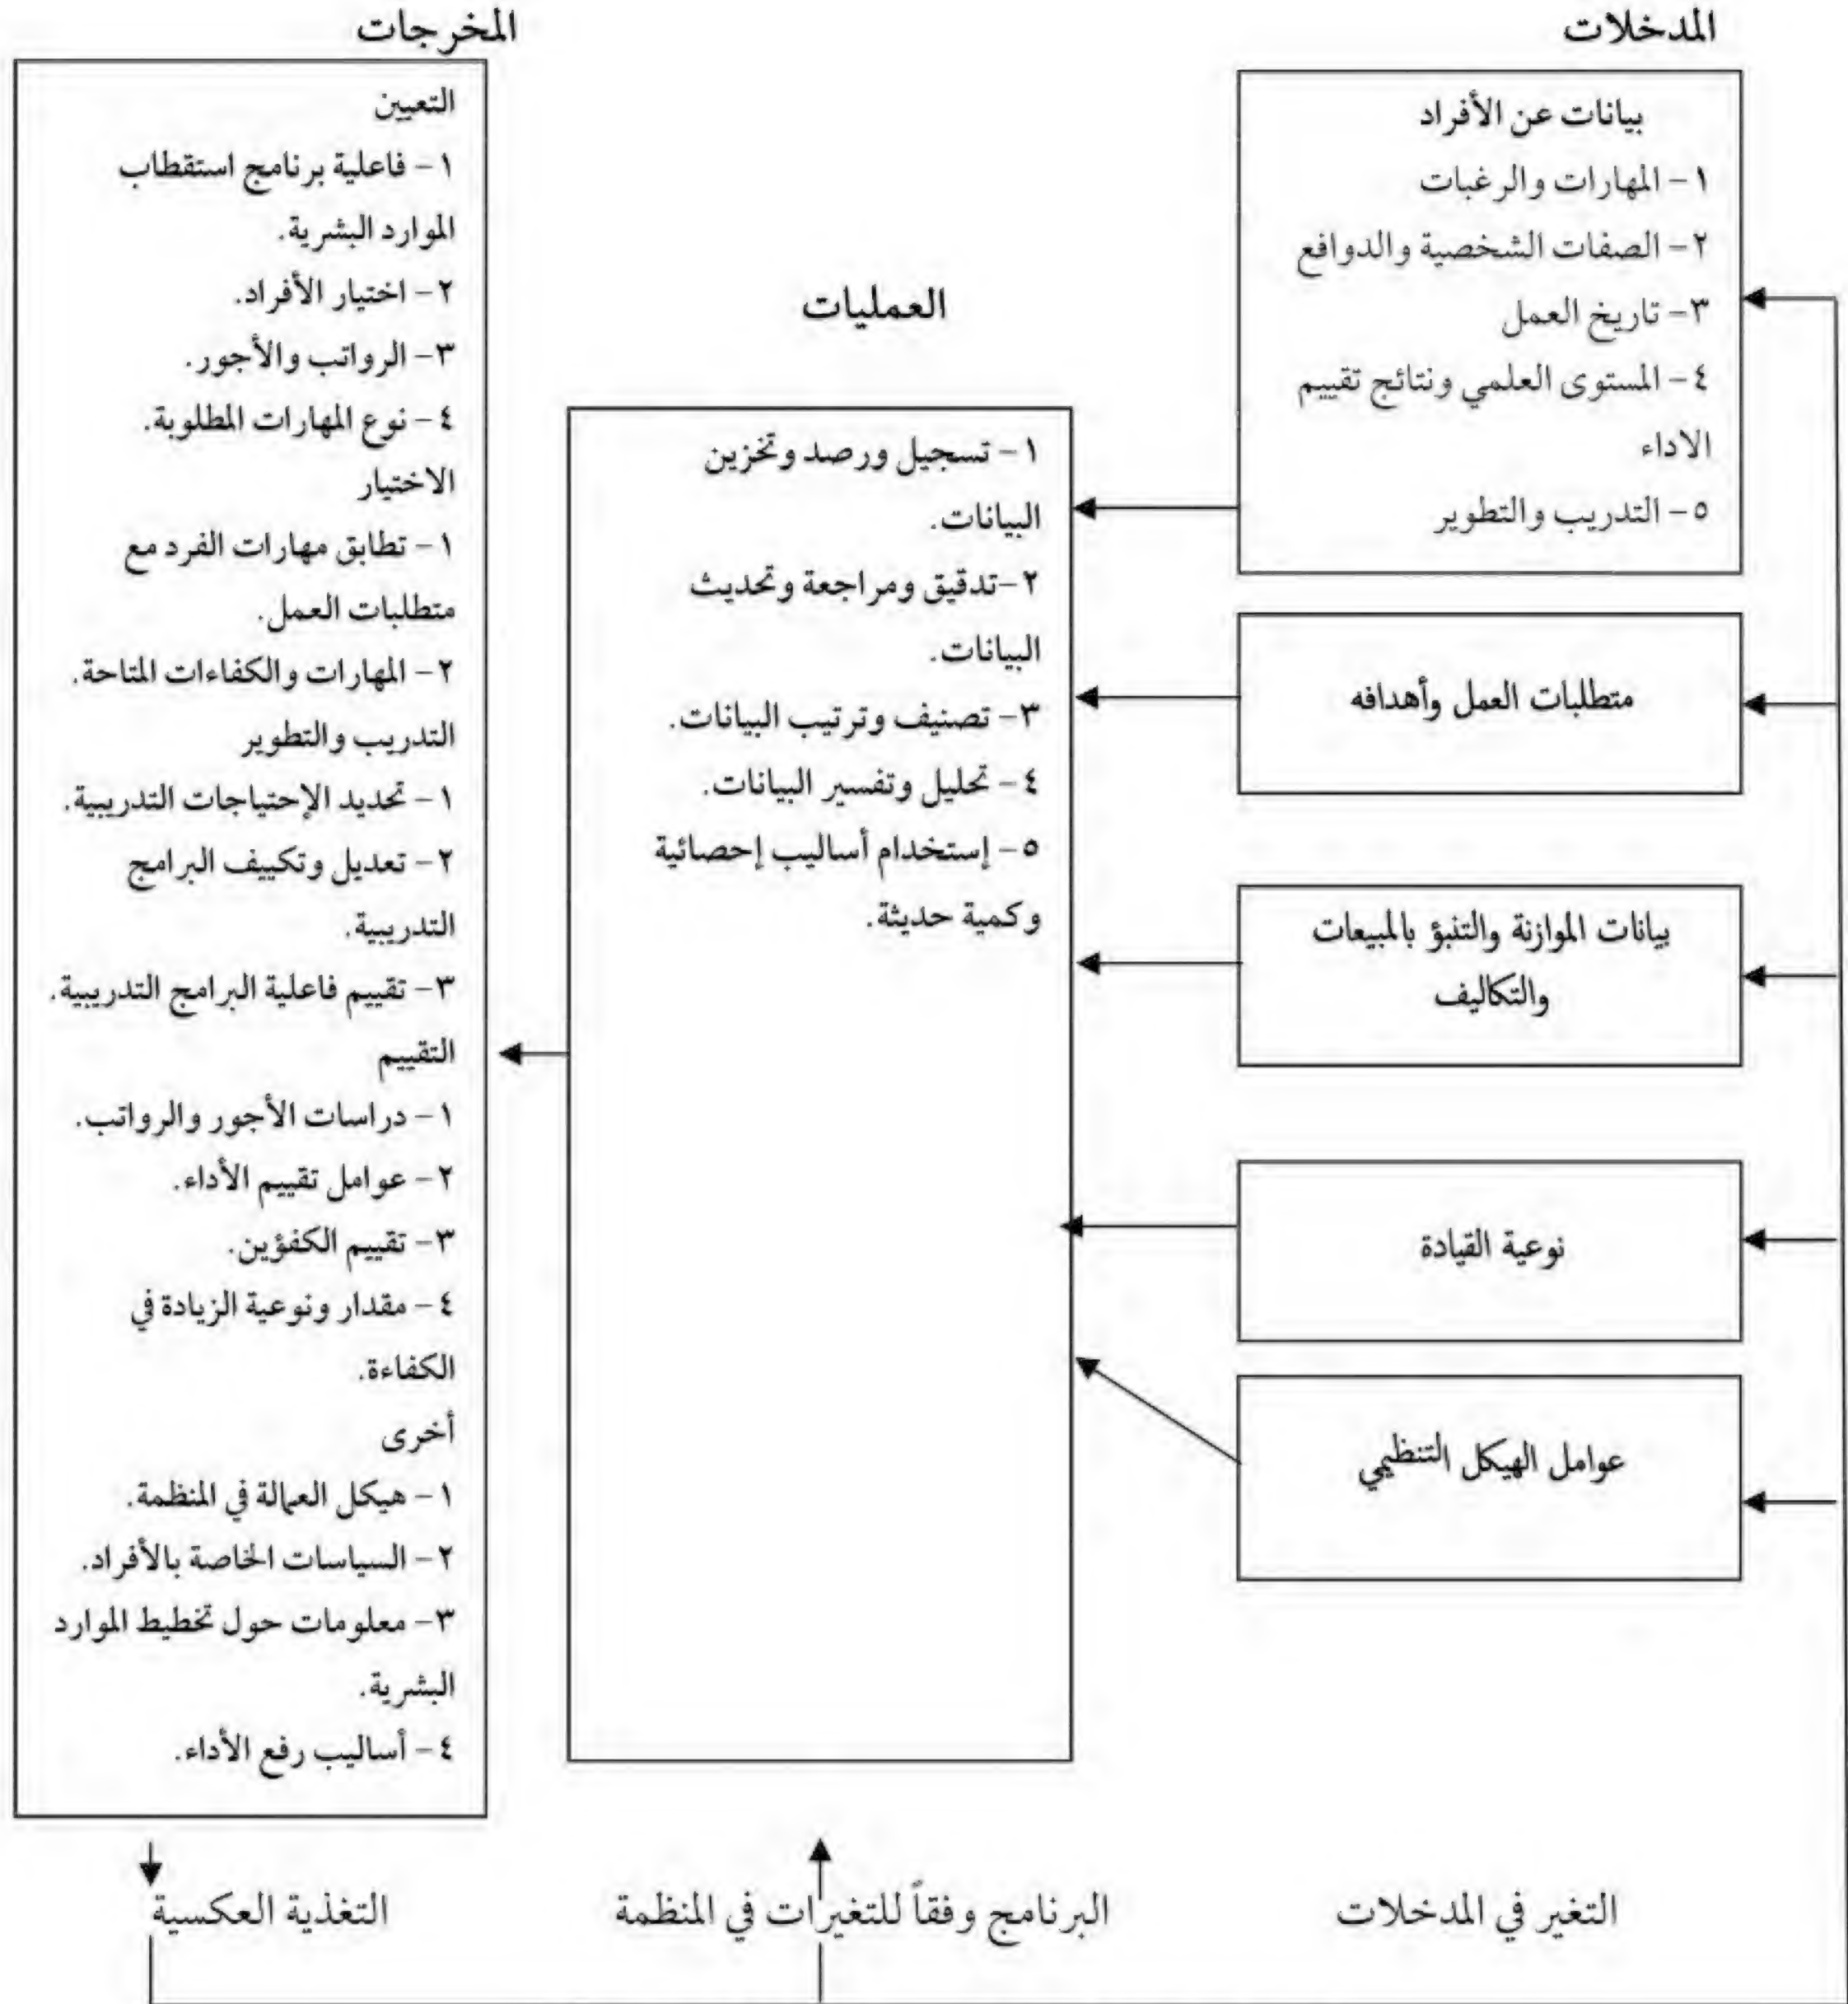 المدخلات
بيانات عن الأفراد
١- المهارات والرغبات
٢- الصفات الشخصية والدوافع
٣- تاريخ العمل
٤- المستوى العلمي ونتائج تقييم
الاداء
٥- التدريب والتطوير
متطلبات العمل وأهدافه
بيانات الموازنة والتنبؤ بالمبيعات
والتكاليف
نوعية القيادة
عوامل الهيكل التنظيمي
التغير في المدخلات
العمليات
١- تسجيل ورصد وتخزين
البيانات.
٢-تدقيق ومراجعة وتحديث
البيانات.
٣- تصنيف وترتيب البيانات.
٤- تحليل وتفسير البيانات.
٥- إستخدام أساليب إحصائية
وكمية حديثة.
البرنامج وفقاً للتغيرات في المنظمة
المخرجات
التعيين
١- فاعلية برنامج استقطاب
الموارد البشرية.
٢- اختيار الأفراد.
٣- الرواتب والأجور.
٤- نوع المهارات المطلوبة.
الاختيار
١- تطابق مهارات الفرد مع
متطلبات العمل.
٢- المهارات والكفاءات المتاحة.
التدريب والتطوير
١- تحديد الإحتياجات التدريبية.
٢- تعديل وتكييف البرامج
التدريبية.
٣- تقييم فاعلية البرامج التدريبية.
التقييم
١- دراسات الأجور والرواتب.
٢- عوامل تقييم الأداء.
٣- تقييم الكفؤين.
٤- مقدار ونوعية الزيادة في
الكفاءة.
أخرى
١- هيكل العمالة في المنظمة.
٢- السياسات الخاصة بالأفراد.
٣- معلومات حول تخطيط الموارد
البشرية.
٤- أساليب رفع الأداء.
التغذية العكسية